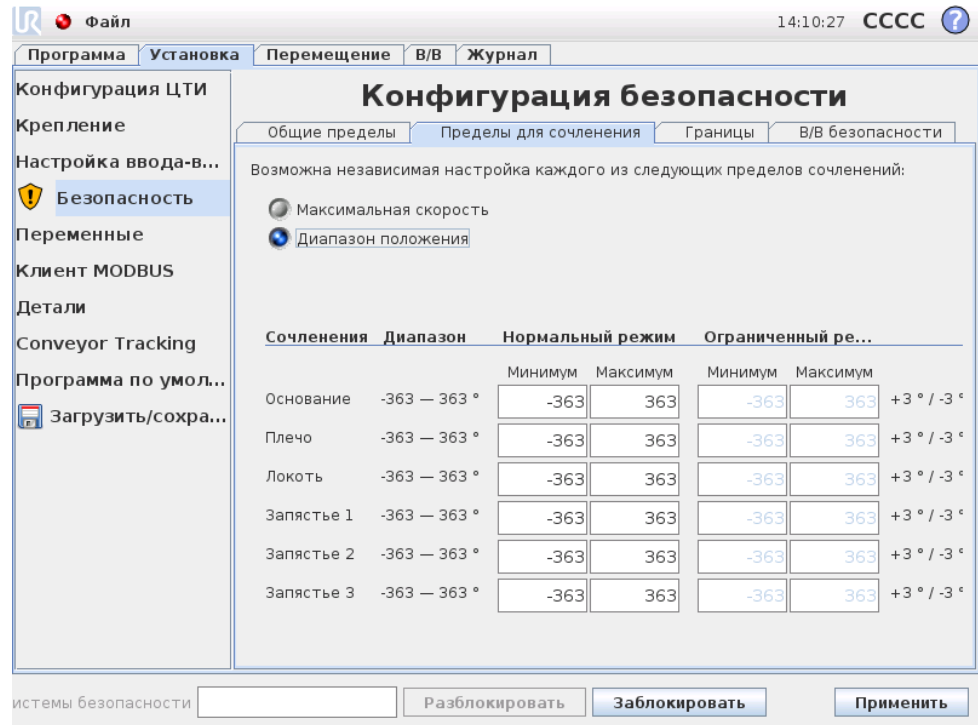 UR Файл 14:10:27 CCCC ?
Программа Установка Перемещение В/В Журнал
Конфигурация ЦТИ
Крепление
Настройка ввода-в...
Безопасность
Переменные
Клиент MODBUS
Детали
Conveyor Tracking
Программа по умол...
Загрузить/сохра...
Конфигурация безопасности
Общие пределы Пределы для сочленения Границы В/В безопасности
Возможна независимая настройка каждого из следующих пределов сочленений:
Максимальная скорость
Диапазон положения
Сочленения Диапазон Нормальный режим Ограниченный ре...
Минимум Максимум Минимум Максимум
Основание -363 — 363 ° -363 363 -363 363 +3 ° / -3 °
Плечо -363 — 363 ° -363 363 -363 363 +3 ° / -3 °
Локоть -363 — 363 ° -363 363 -363 363 +3 ° / -3 °
Запястье 1 -363 — 363 ° -363 363 -363 363 +3 ° / -3 °
Запястье 2 -363 — 363 ° -363 363 -363 363 +3 ° / -3 °
Запястье 3 -363 — 363 ° -363 363 -363 363 +3 ° / -3 °
истемы безопасности Разблокировать Заблокировать Применить